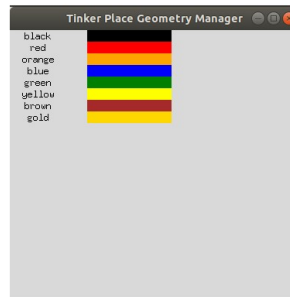 Tinker Place Geometry Manager
black
red
orange
blue
green
yellow
brown
gold